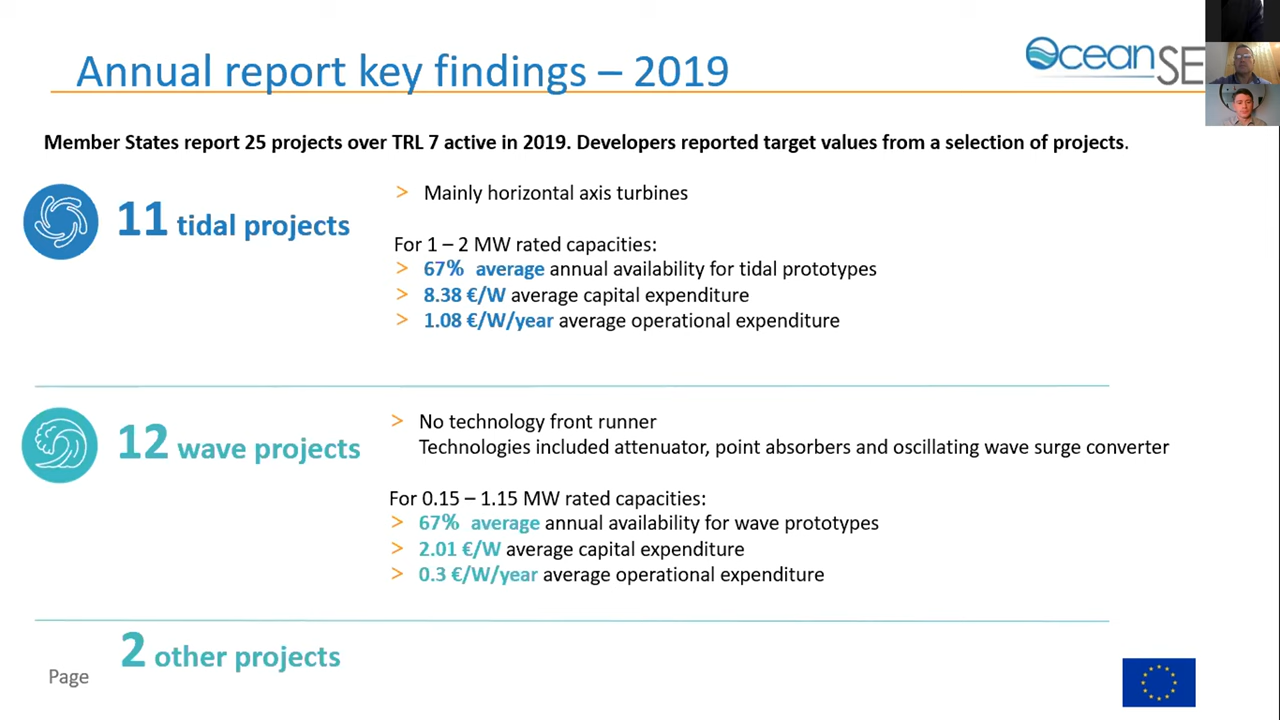 Annual report key findings – 2019
OceanSE
Member States report 25 projects over TRL 7 active in 2019. Developers reported target values from a selection of projects.
11 tidal projects
> Mainly horizontal axis turbines
For 1 – 2 MW rated capacities:
> 67% average annual availability for tidal prototypes
> 8.38 €/W average capital expenditure
> 1.08 €/W/year average operational expenditure
12 wave projects
> No technology front runner
Technologies included attenuator, point absorbers and oscillating wave surge converter
For 0.15 – 1.15 MW rated capacities:
> 67% average annual availability for wave prototypes
> 2.01 €/W average capital expenditure
> 0.3 €/W/year average operational expenditure
2 other projects
Page